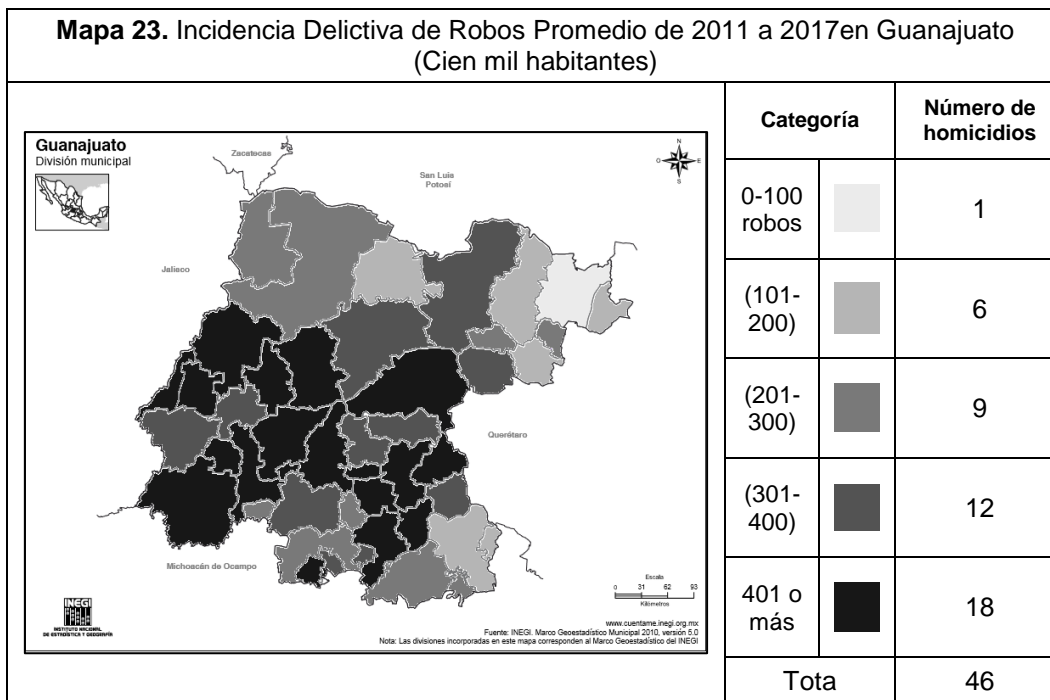 Mapa 23. Incidencia Delictiva de Robos Promedio de 2011 a 2017en Guanajuato
(Cien mil habitantes)
Guanajuato
División municipal
Zacatecas
San Luis
Potosí
N
O
E
S
Jalisco
Querétaro
Michoacán de Ocampo
Escala
0 31 62 93
Kilómetros
INEGI
INSTITUTO NACIONAL
DE ESTADÍSTICA Y GEOGRAFÍA
www.cuentame.inegi.org.mx
Fuente: INEGI. Marco Geoestadístico Municipal 2010, versión 5.0
Nota: Las divisiones incorporadas en este mapa corresponden al Marco Geoestadístico del INEGI
Categoría
Número de
homicidios
0-100
robos
1
(101-
200)
6
(201-
300)
9
(301-
400)
12
401 o
más
18
Tota
46